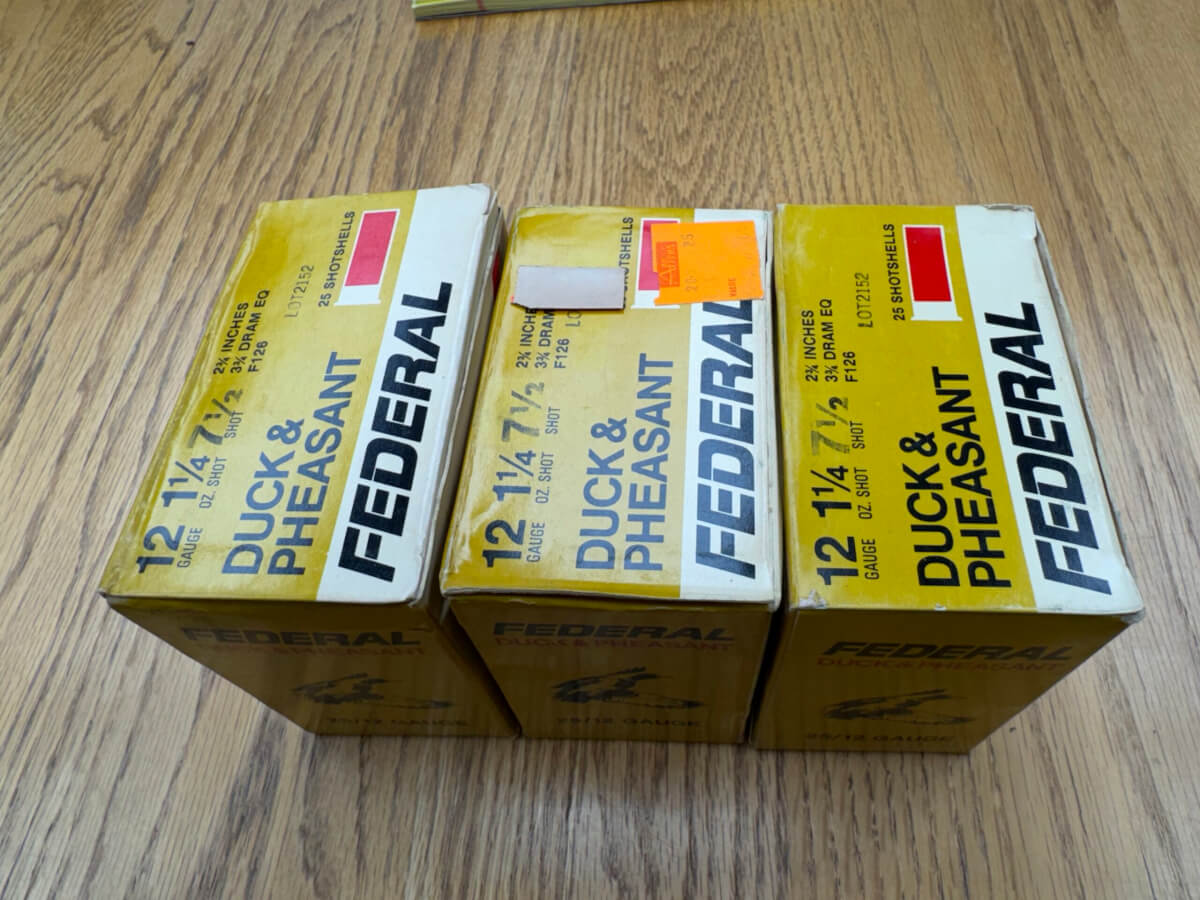 12 1¼ 7½
GAUGE OZ. SHOT SHOT
2¾ INCHES
3¾ DRAM EQ
F126
LOT2152
25 SHOTSHELLS
DUCK &
PHEASANT
FEDERAL
FEDERAL
DUCK & PHEASANT
25/12 GAUGE
12 1¼ 7½
GAUGE OZ. SHOT SHOT
2¾ INCHES
3¾ DRAM
F126
LO
OTSHELLS
DUCK &
PHEASANT
FEDERAL
FEDERAL
DUCK & PHEASANT
25/12 GAUGE
12 1¼ 7½
GAUGE OZ. SHOT SHOT
2¾ INCHES
3¾ DRAM EQ
F126
LOT2152
25 SHOTSHELLS
DUCK &
PHEASANT
FEDERAL
FEDERAL
DUCK & PHEASANT
25/12 GAUGE